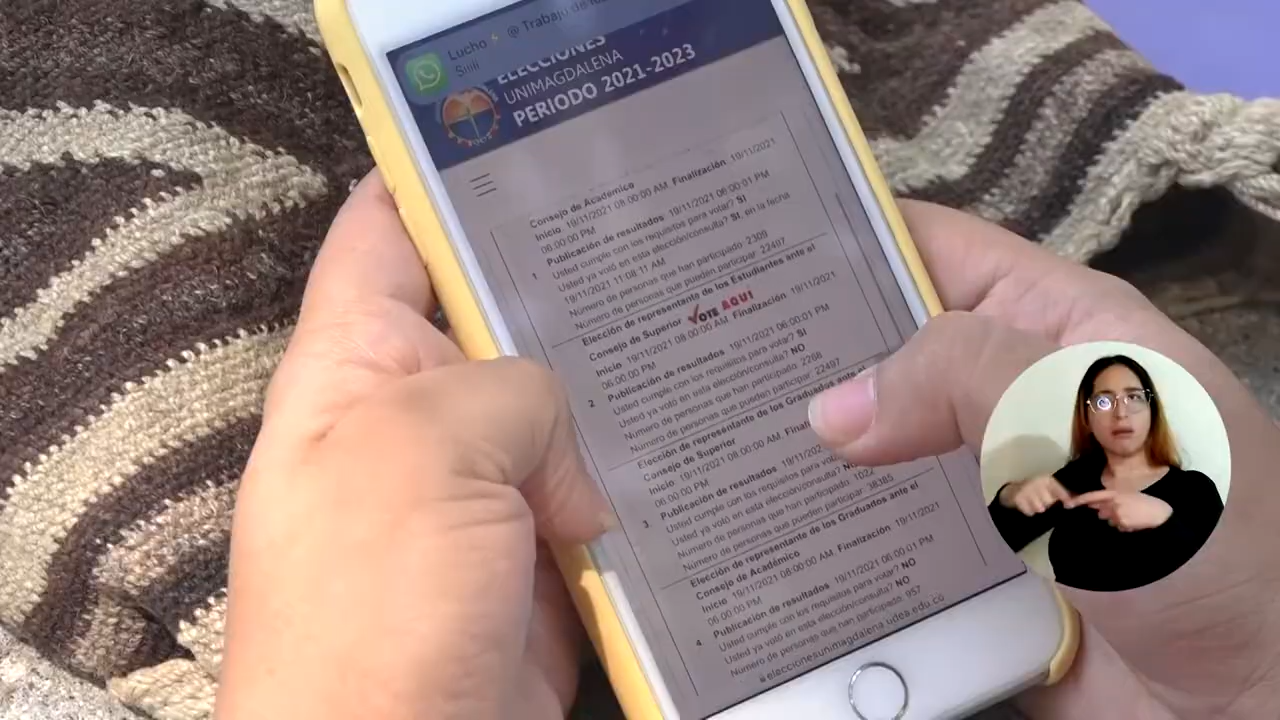 Lucho ⚡ @ Trabajo de
Siiii
ELECCIONES
UNIMAGDALENA
PERIODO 2021-2023
Consejo de Académico
Inicio 19/11/2021 08:00:00 AM. Finalización 19/11/2021
06:00:00 PM
Publicación de resultados 19/11/2021 06:00:01 PM
Usted cumple con los requisitos para votar? SI
1 Usted ya votó en esta elección/consulta? SI, en la fecha
19/11/2021 11:08:11 AM
Número de personas que han participado: 2309
Número de personas que pueden participar: 22497
Elección de representante de los Estudiantes ante el
Consejo de Superior VOTE AQUI
Inicio 19/11/2021 08:00:00 AM. Finalización 19/11/2021
06:00:00 PM
2 Publicación de resultados 19/11/2021 06:00:01 PM
Usted cumple con los requisitos para votar? SI
Usted ya votó en esta elección/consulta? NO
Número de personas que han participado: 2268
Número de personas que pueden participar: 22497
Elección de representante de los Graduados ante el
Consejo de Superior
Inicio 19/11/2021 08:00:00 AM.
06:00:00 PM
3 Publicación de resultados
Usted cumple con los requisitos para
Usted ya votó en esta elección/consulta?
Número de personas que han participado: 1022
Número de personas que pueden participar: 38385
Elección de representante de los Graduados ante el
Consejo de Académico
Inicio 19/11/2021 08:00:00 AM. Finalización 19/11/2021
06:00:00 PM
4 Publicación de resultados 19/11/2021 06:00:01 PM
Usted cumple con los requisitos para votar? NO
Usted ya votó en esta elección/consulta? NO
Número de personas que han participado: 957
eleccionesunimagdalena.udea.edu.co